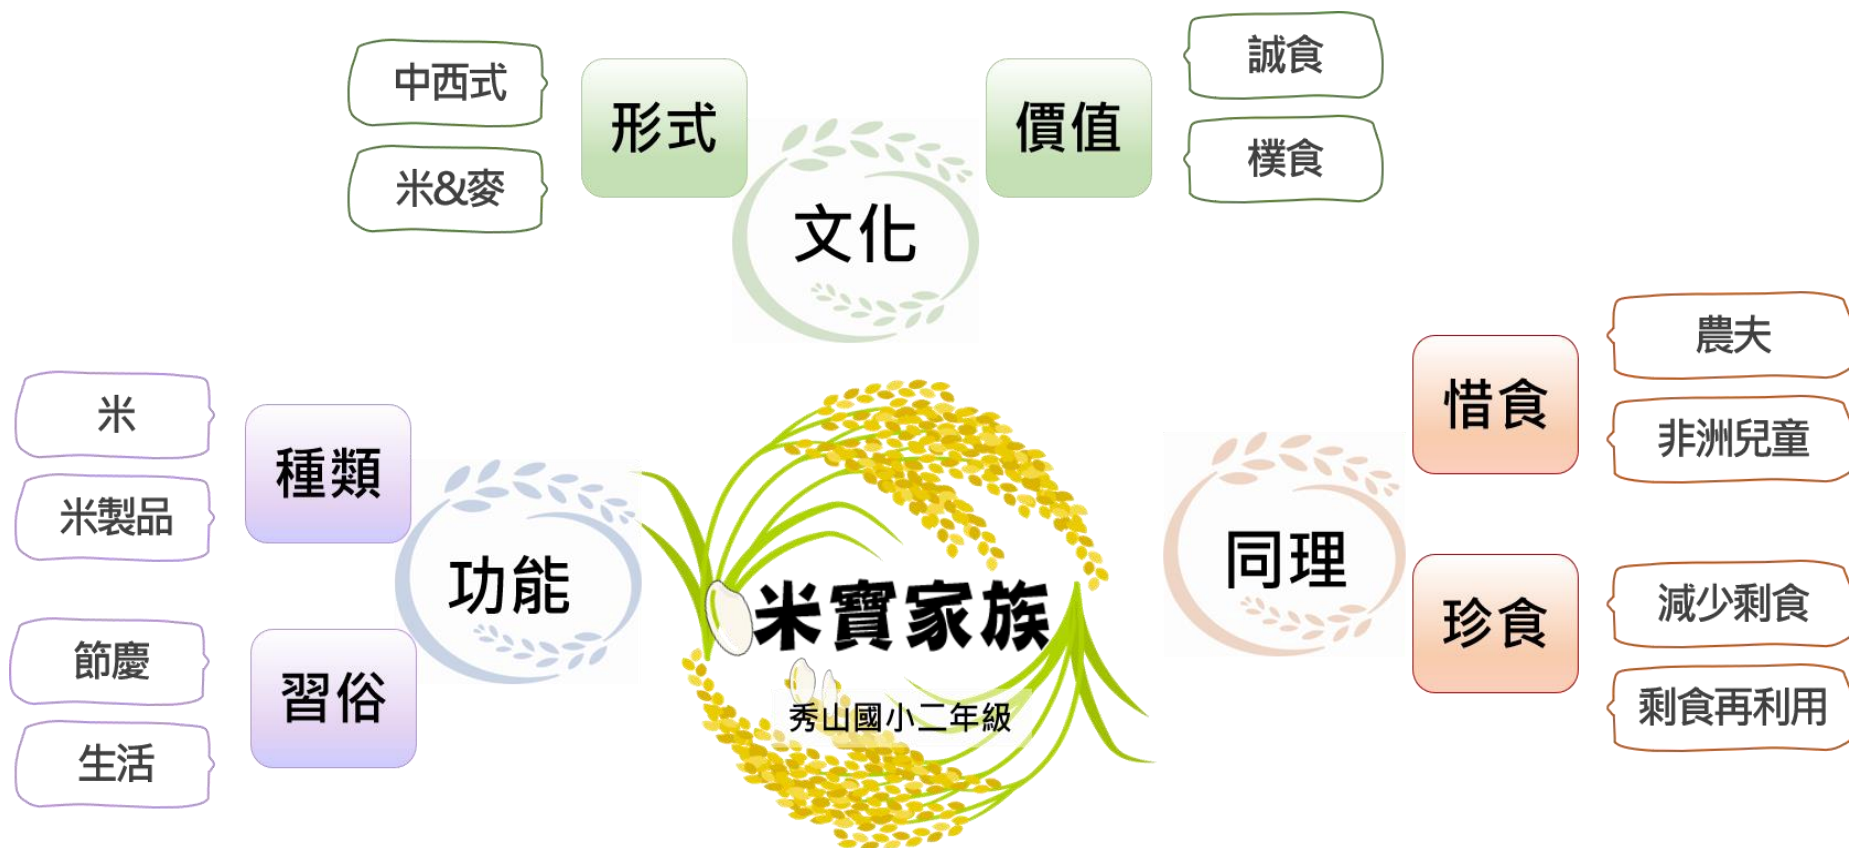 中西式
米&麥
形式
價值
誠食
樸食
文化
米
米製品
種類
節慶
生活
習俗
功能
米寶家族
秀山國小二年級
同理
惜食
農夫
非洲兒童
珍食
減少剩食
剩食再利用